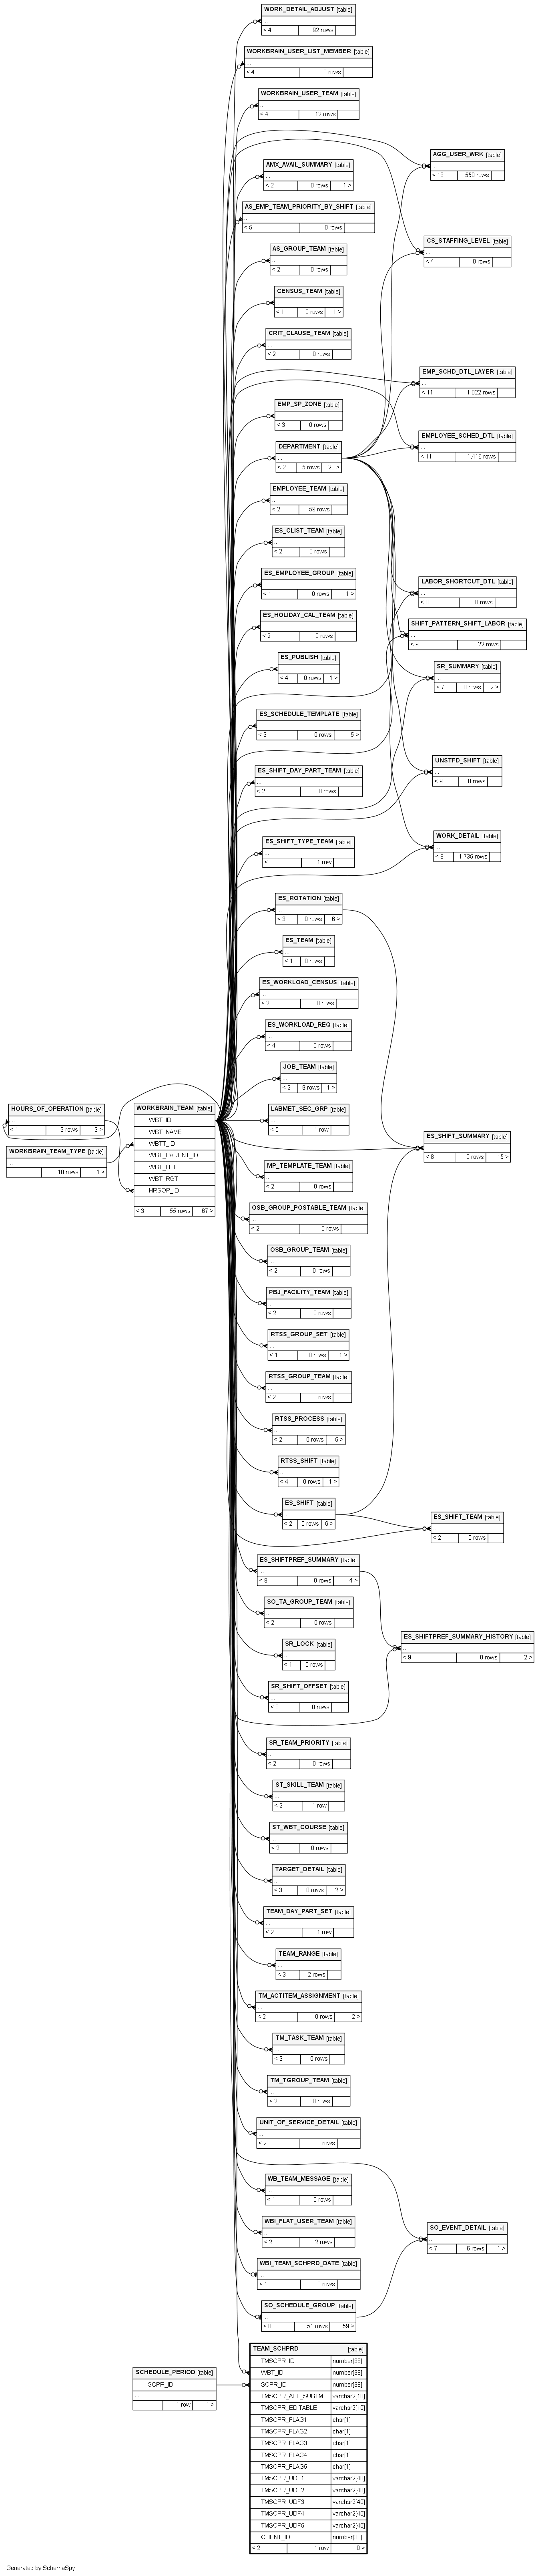 WORK_DETAIL_ADJUST [table]
...
< 4 92 rows
WORKBRAIN_USER_LIST_MEMBER [table]
...
< 4 0 rows
WORKBRAIN_USER_TEAM [table]
...
< 4 12 rows
AGG_USER_WRK [table]
...
< 13 550 rows
AMX_AVAIL_SUMMARY [table]
...
< 2 0 rows 1 >
AS_EMP_TEAM_PRIORITY_BY_SHIFT [table]
...
< 5 0 rows
CS_STAFFING_LEVEL [table]
...
< 4 0 rows
AS_GROUP_TEAM [table]
...
< 2 0 rows
CENSUS_TEAM [table]
...
< 1 0 rows 1 >
CRIT_CLAUSE_TEAM [table]
...
< 2 0 rows
EMP_SCHD_DTL_LAYER [table]
...
< 11 1,022 rows
EMP_SP_ZONE [table]
...
< 3 0 rows
EMPLOYEE_SCHED_DTL [table]
...
< 11 1,416 rows
DEPARTMENT [table]
...
< 2 5 rows 23 >
EMPLOYEE_TEAM [table]
...
< 2 59 rows
ES_CLIST_TEAM [table]
...
< 2 0 rows
ES_EMPLOYEE_GROUP [table]
...
< 1 0 rows 1 >
LABOR_SHORTCUT_DTL [table]
...
< 8 0 rows
ES_HOLIDAY_CAL_TEAM [table]
...
< 2 0 rows
SHIFT_PATTERN_SHIFT_LABOR [table]
...
< 9 22 rows
ES_PUBLISH [table]
...
< 4 0 rows 1 >
SR_SUMMARY [table]
...
< 7 0 rows 2 >
ES_SCHEDULE_TEMPLATE [table]
...
< 3 0 rows 5 >
ES_SHIFT_DAY_PART_TEAM [table]
...
< 2 0 rows
UNSTFD_SHIFT [table]
...
< 9 0 rows
ES_SHIFT_TYPE_TEAM [table]
...
< 3 1 row
WORK_DETAIL [table]
...
< 8 1,735 rows
ES_ROTATION [table]
...
< 3 0 rows 6 >
ES_TEAM [table]
...
< 1 0 rows
ES_WORKLOAD_CENSUS [table]
...
< 2 0 rows
ES_WORKLOAD_REQ [table]
...
< 4 0 rows
JOB_TEAM [table]
...
< 2 9 rows 1 >
HOURS_OF_OPERATION [table]
...
< 1 9 rows 3 >
WORKBRAIN_TEAM_TYPE [table]
...
10 rows 1 >
WORKBRAIN_TEAM [table]
WBT_ID
WBT_NAME
WBTT_ID
WBT_PARENT_ID
WBT_LFT
WBT_RGT
HRSOP_ID
...
< 3 55 rows 67 >
LABMET_SEC_GRP [table]
...
< 5 1 row
ES_SHIFT_SUMMARY [table]
...
< 8 0 rows 15 >
MP_TEMPLATE_TEAM [table]
...
< 2 0 rows
OSB_GROUP_POSTABLE_TEAM [table]
...
< 2 0 rows
OSB_GROUP_TEAM [table]
...
< 2 0 rows
PBJ_FACILITY_TEAM [table]
...
< 2 0 rows
RTSS_GROUP_SET [table]
...
< 1 0 rows 1 >
RTSS_GROUP_TEAM [table]
...
< 2 0 rows
RTSS_PROCESS [table]
...
< 2 0 rows 5 >
RTSS_SHIFT [table]
...
< 4 0 rows 1 >
ES_SHIFT [table]
...
< 2 0 rows 6 >
ES_SHIFT_TEAM [table]
...
< 2 0 rows
ES_SHIFTPREF_SUMMARY [table]
...
< 8 0 rows 4 >
SO_TA_GROUP_TEAM [table]
...
< 2 0 rows
ES_SHIFTPREF_SUMMARY_HISTORY [table]
...
< 9 0 rows 2 >
SR_LOCK [table]
...
< 1 0 rows
SR_SHIFT_OFFSET [table]
...
< 3 0 rows
SR_TEAM_PRIORITY [table]
...
< 2 0 rows
ST_SKILL_TEAM [table]
...
< 2 1 row
ST_WBT_COURSE [table]
...
< 2 0 rows
TARGET_DETAIL [table]
...
< 3 0 rows 2 >
TEAM_DAY_PART_SET [table]
...
< 2 1 row
TEAM_RANGE [table]
...
< 3 2 rows
TM_ACTITEM_ASSIGNMENT [table]
...
< 2 0 rows 2 >
TM_TASK_TEAM [table]
...
< 3 0 rows
TM_TGROUP_TEAM [table]
...
< 2 0 rows
UNIT_OF_SERVICE_DETAIL [table]
...
< 2 0 rows
WB_TEAM_MESSAGE [table]
...
< 1 0 rows
WBI_FLAT_USER_TEAM [table]
...
< 2 2 rows
SO_EVENT_DETAIL [table]
...
< 7 6 rows 1 >
WBI_TEAM_SCHPRD_DATE [table]
...
< 1 0 rows
SO_SCHEDULE_GROUP [table]
...
< 8 51 rows 59 >
SCHEDULE_PERIOD [table]
SCPR_ID
...
1 row 1 >
TEAM_SCHPRD [table]
TMSCPR_ID number[38]
WBT_ID number[38]
SCPR_ID number[38]
TMSCPR_APL_SUBTM varchar2[10]
TMSCPR_EDITABLE varchar2[10]
TMSCPR_FLAG1 char[1]
TMSCPR_FLAG2 char[1]
TMSCPR_FLAG3 char[1]
TMSCPR_FLAG4 char[1]
TMSCPR_FLAG5 char[1]
TMSCPR_UDF1 varchar2[40]
TMSCPR_UDF2 varchar2[40]
TMSCPR_UDF3 varchar2[40]
TMSCPR_UDF4 varchar2[40]
TMSCPR_UDF5 varchar2[40]
CLIENT_ID number[38]
< 2 1 row 0 >
Generated by SchemaSpy